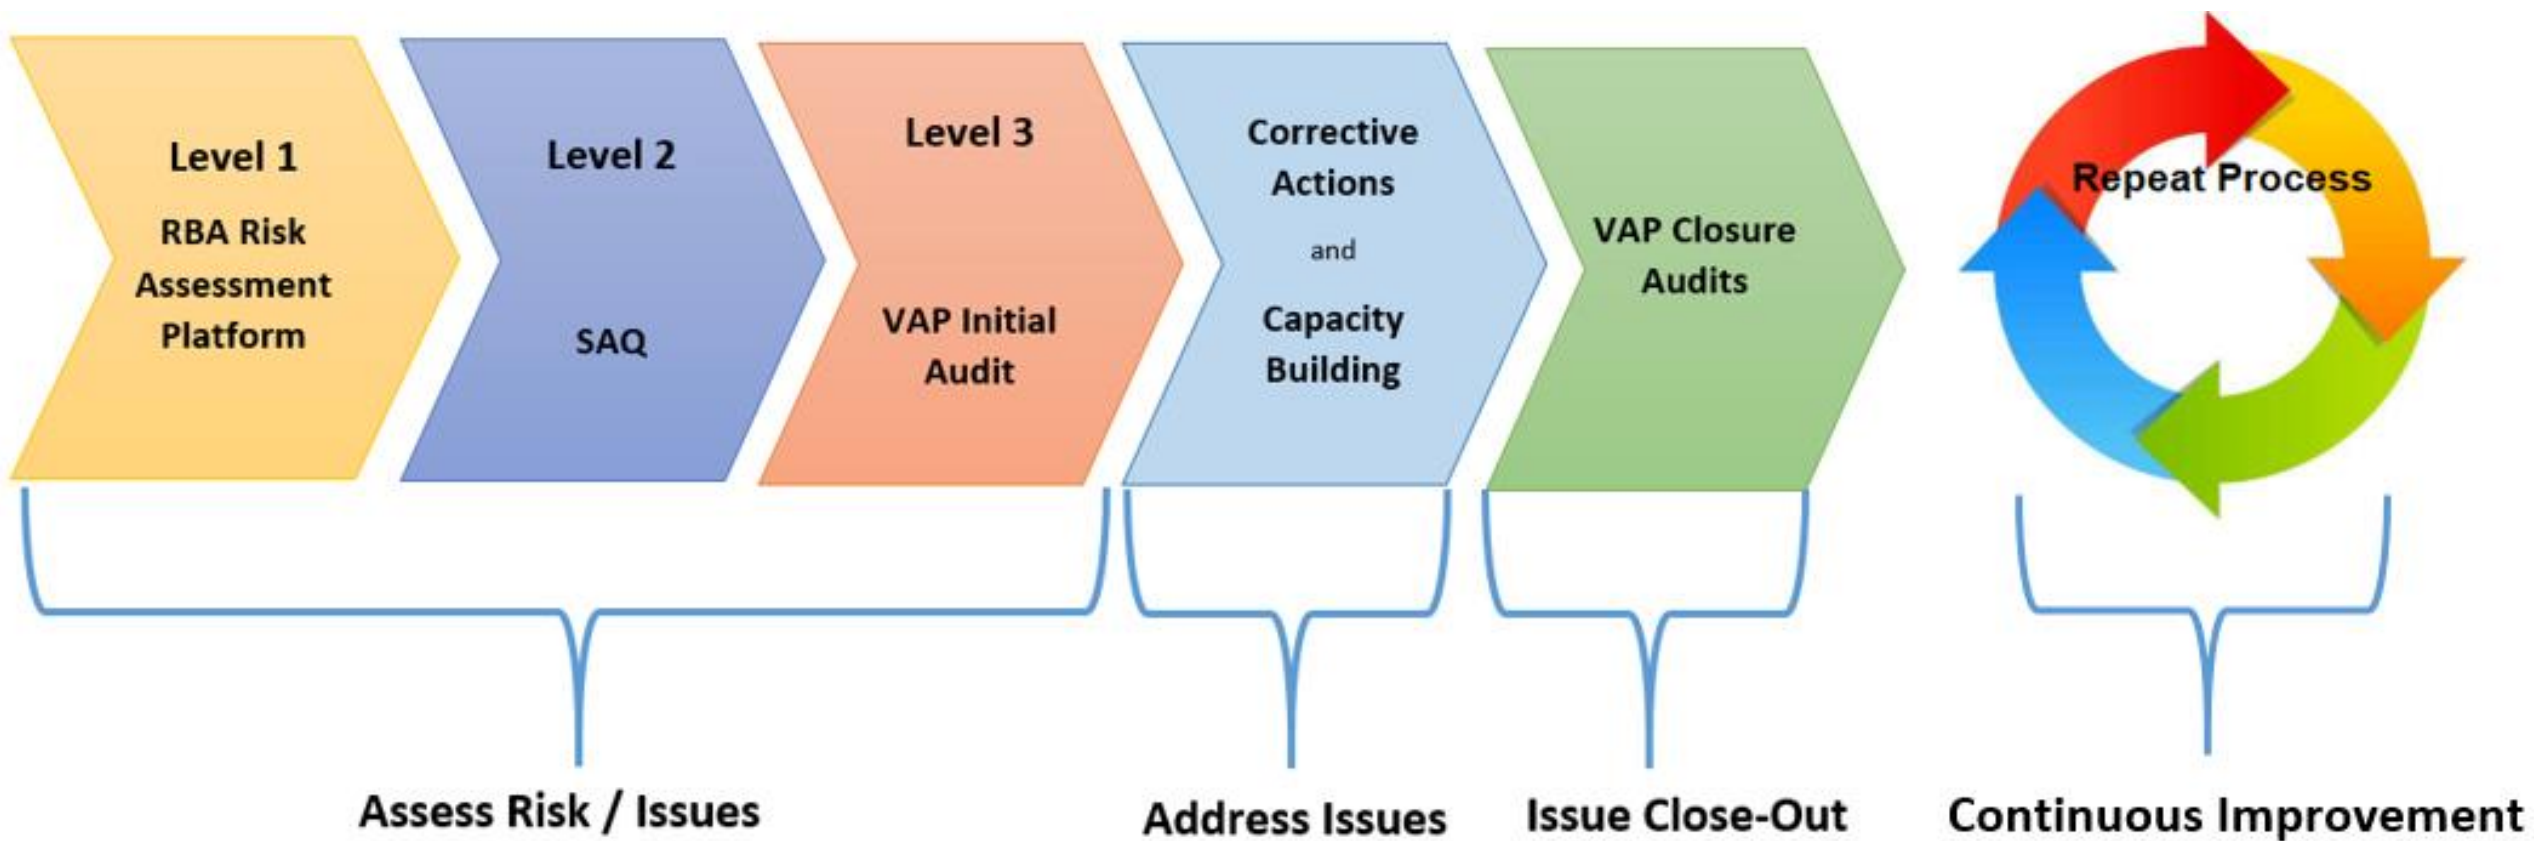 Level 1
RBA Risk
Assessment
Platform
Level 2
SAQ
Level 3
VAP Initial
Audit
Corrective
Actions
and
Capacity
Building
VAP Closure
Audits
Repeat Process
Assess Risk / Issues
Address Issues
Issue Close-Out
Continuous Improvement